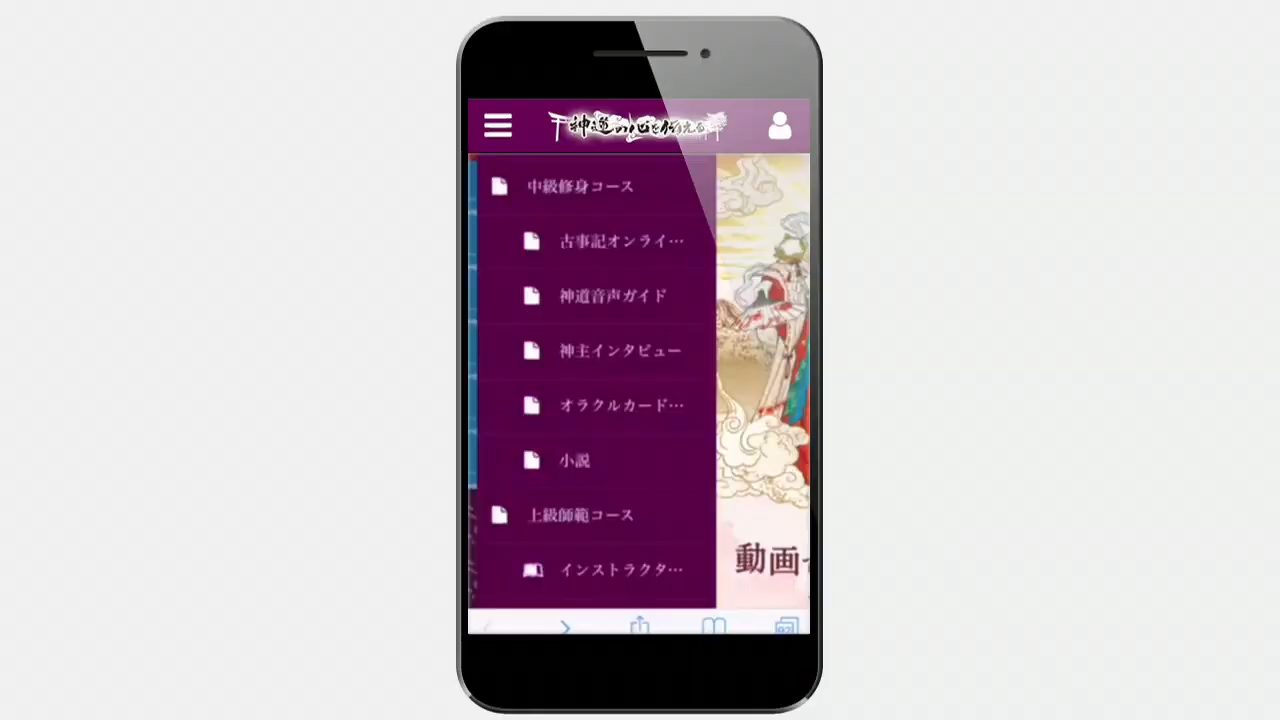 神道の心を伝える
中級修身コース
古事記オンライ…
神道音声ガイド
神主インタビュー
オラクルカード…
小説
上級師範コース
インストラクタ…
動画